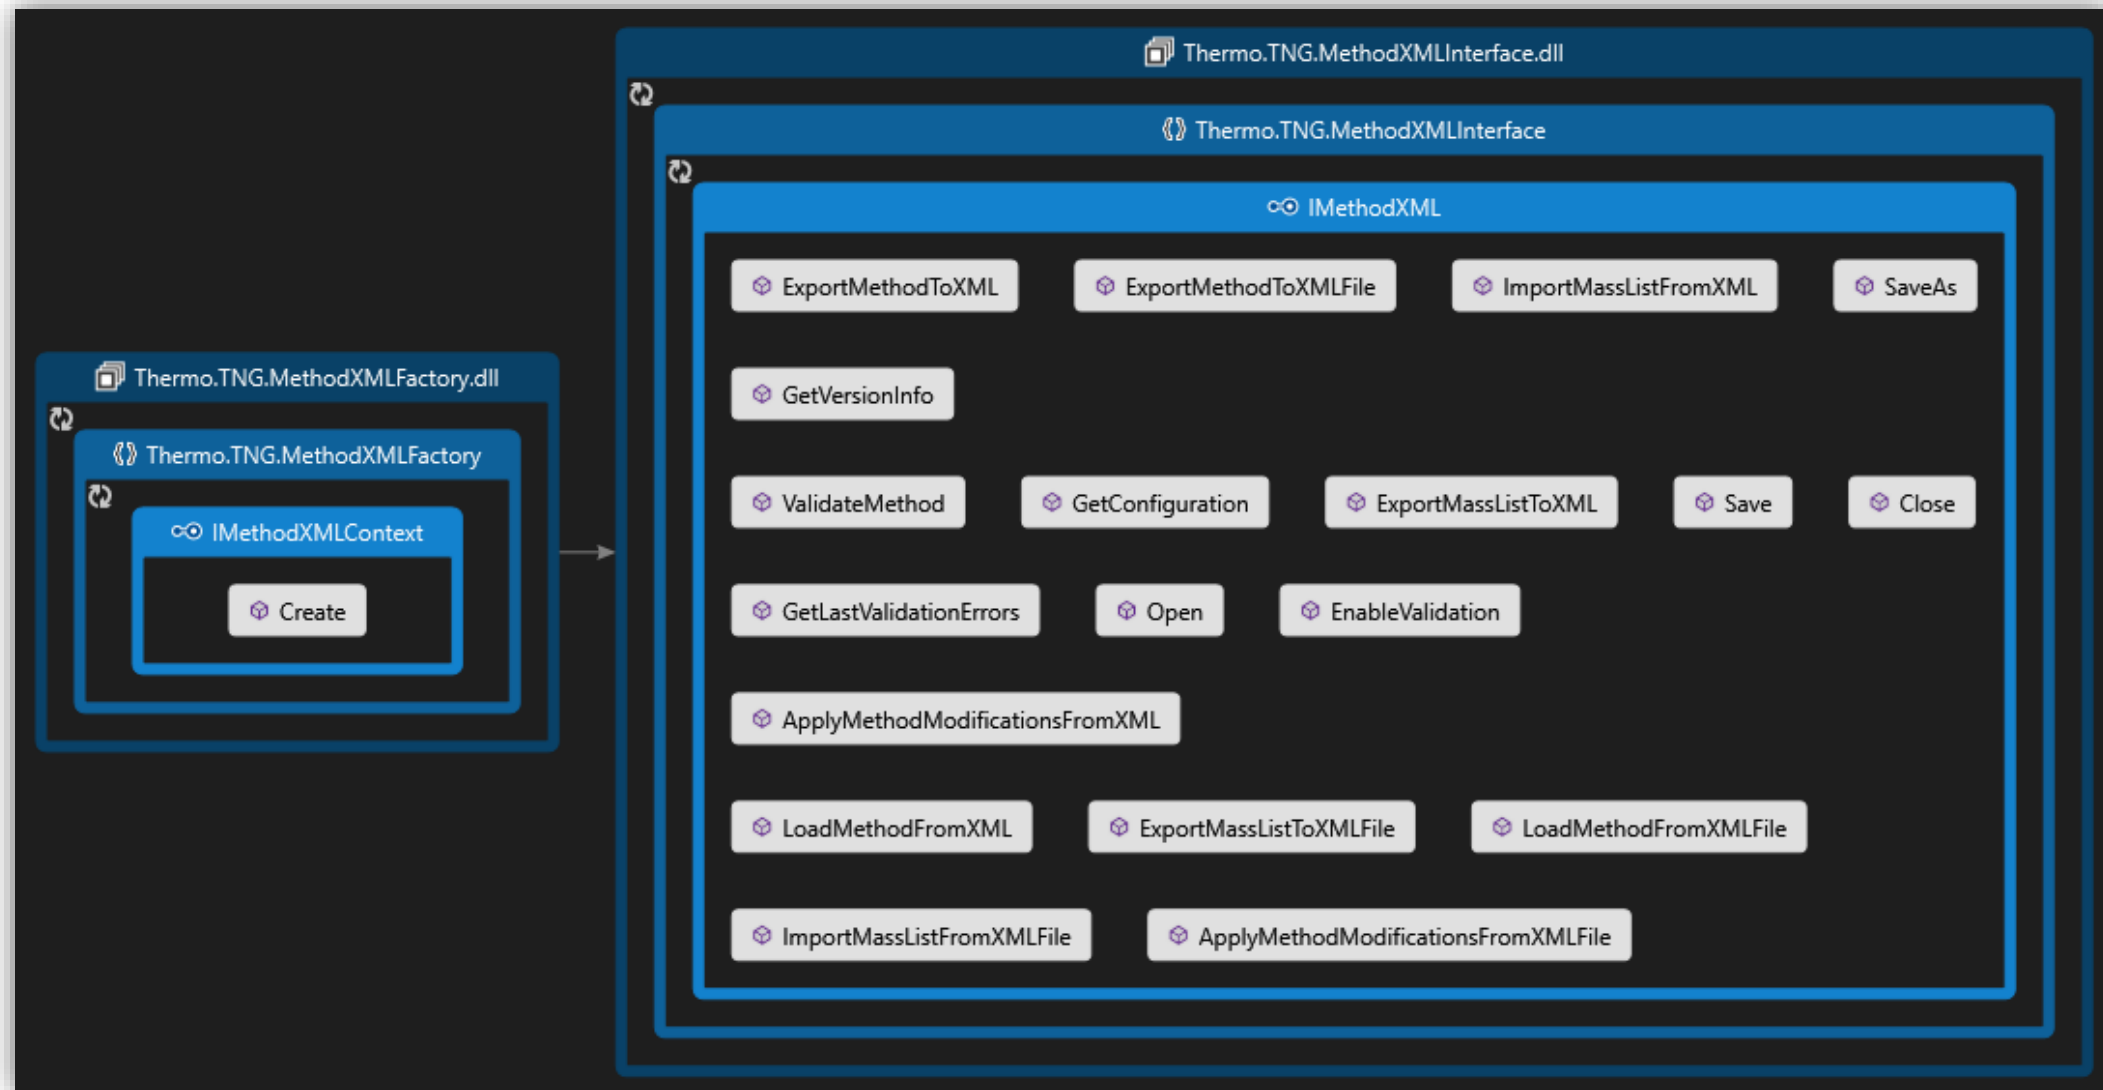 Thermo.TNG.MethodXMLFactory.dll
Thermo.TNG.MethodXMLFactory
IMethodXMLContext
Create
Thermo.TNG.MethodXMLInterface.dll
Thermo.TNG.MethodXMLInterface
IMethodXML
ExportMethodToXML ExportMethodToXMLFile ImportMassListFromXML SaveAs
GetVersionInfo
ValidateMethod GetConfiguration ExportMassListToXML Save Close
GetLastValidationErrors Open EnableValidation
ApplyMethodModificationsFromXML
LoadMethodFromXML ExportMassListToXMLFile LoadMethodFromXMLFile
ImportMassListFromXMLFile ApplyMethodModificationsFromXMLFile